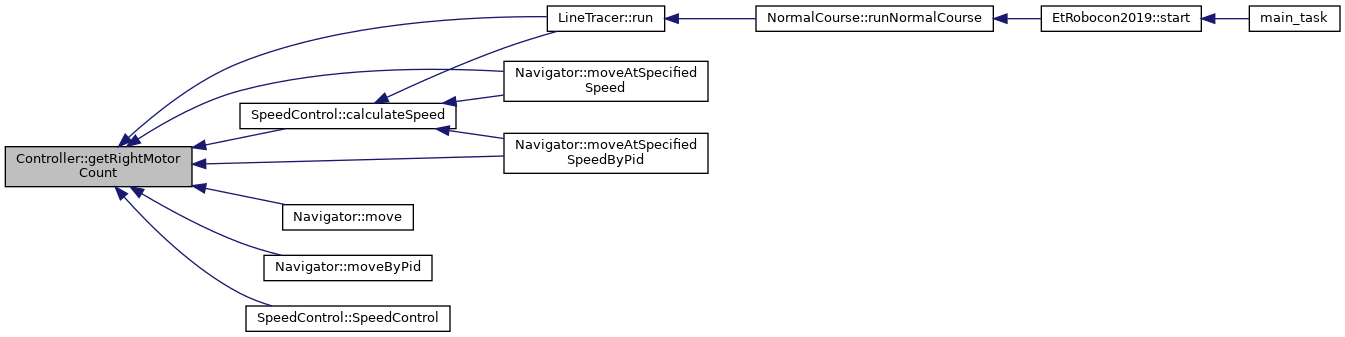 LineTracer::run
NormalCourse::runNormalCourse
EtRobocon2019::start
main_task
Navigator::moveAtSpecified
Speed
SpeedControl::calculateSpeed
Navigator::moveAtSpecified
SpeedByPid
Controller::getRightMotor
Count
Navigator::move
Navigator::moveByPid
SpeedControl::SpeedControl